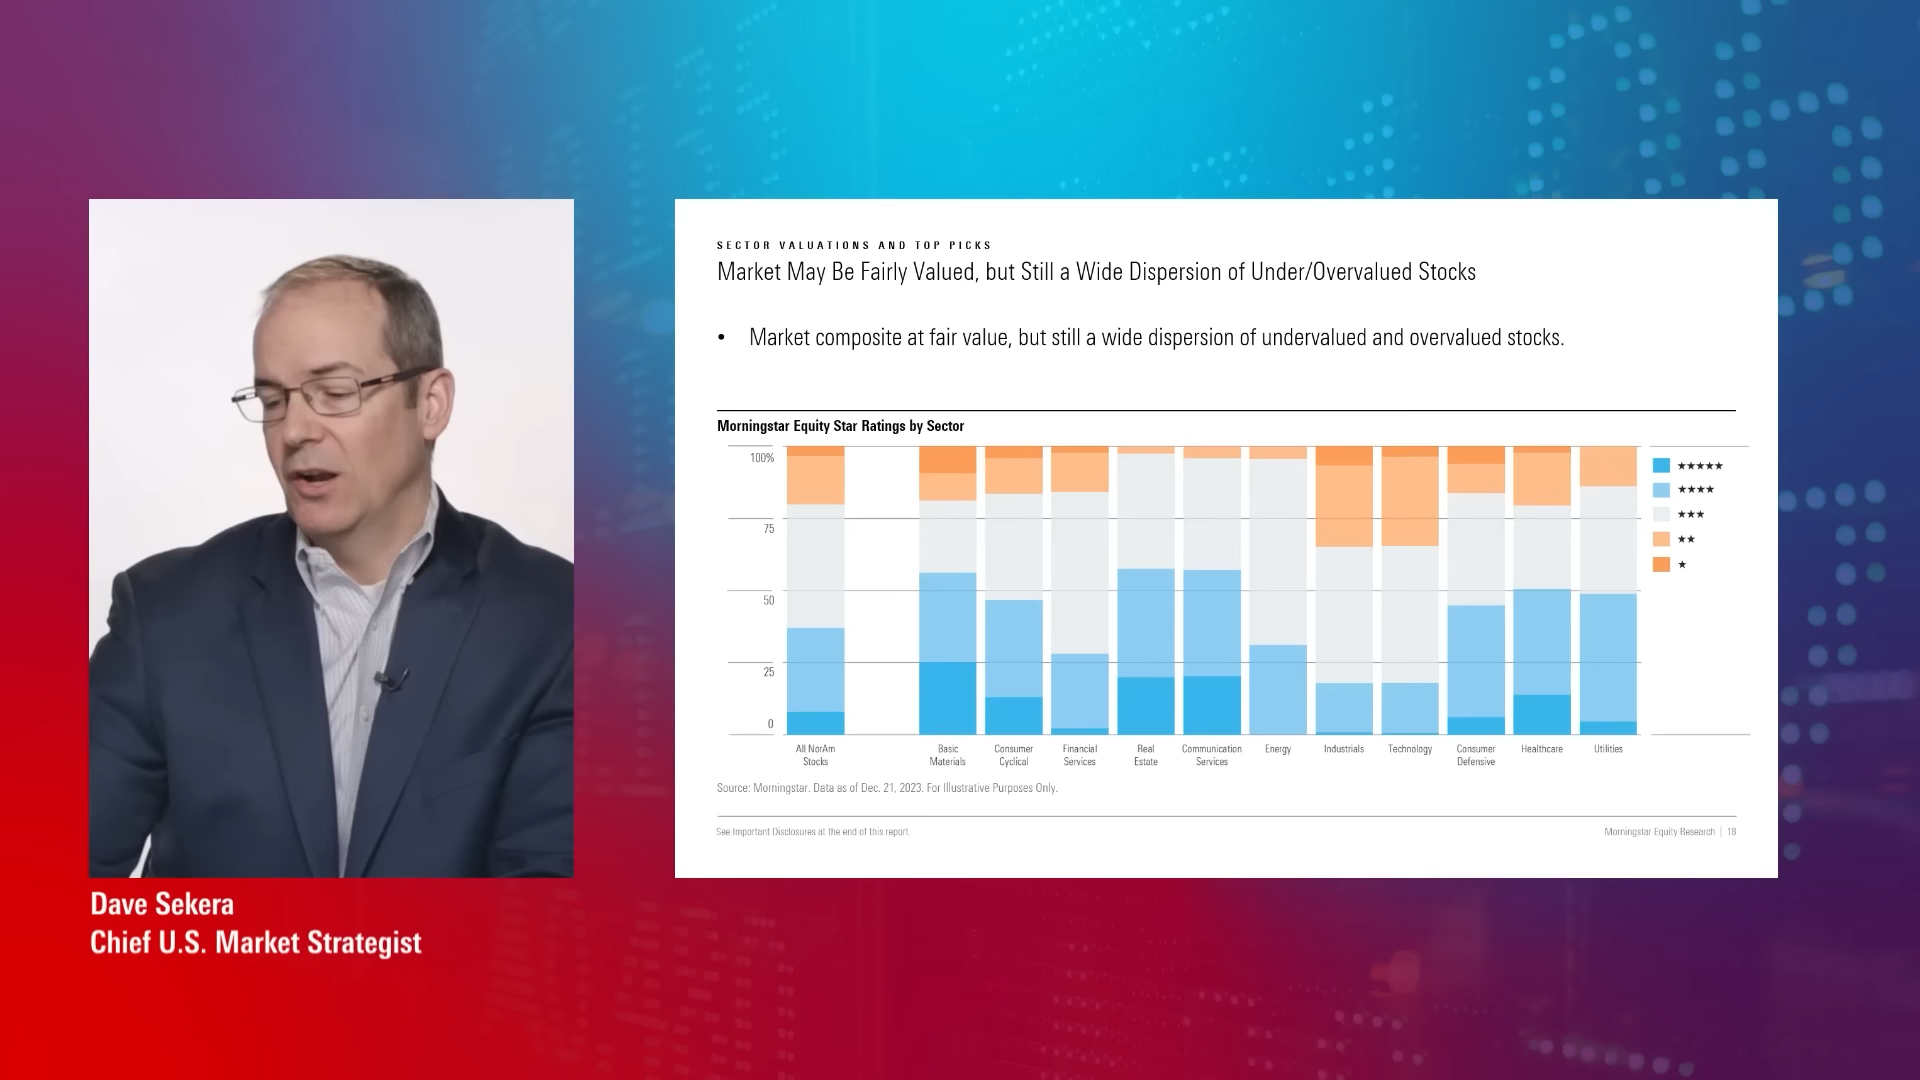 SECTOR VALUATIONS AND TOP PICKS
Market May Be Fairly Valued, but Still a Wide Dispersion of Under/Overvalued Stocks
• Market composite at fair value, but still a wide dispersion of undervalued and overvalued stocks.
Morningstar Equity Star Ratings by Sector
100%
75
50
25
0
★★★★★
★★★★
★★★
★★
★
All NorAm
Stocks
Basic
Materials
Consumer
Cyclical
Financial
Services
Real
Estate
Communication
Services
Energy
Industrials
Technology
Consumer
Defensive
Healthcare
Utilities
Source: Morningstar. Data as of Dec. 21, 2023. For Illustrative Purposes Only.
See Important Disclosures at the end of this report.
Morningstar Equity Research | 18
Dave Sekera
Chief U.S. Market Strategist